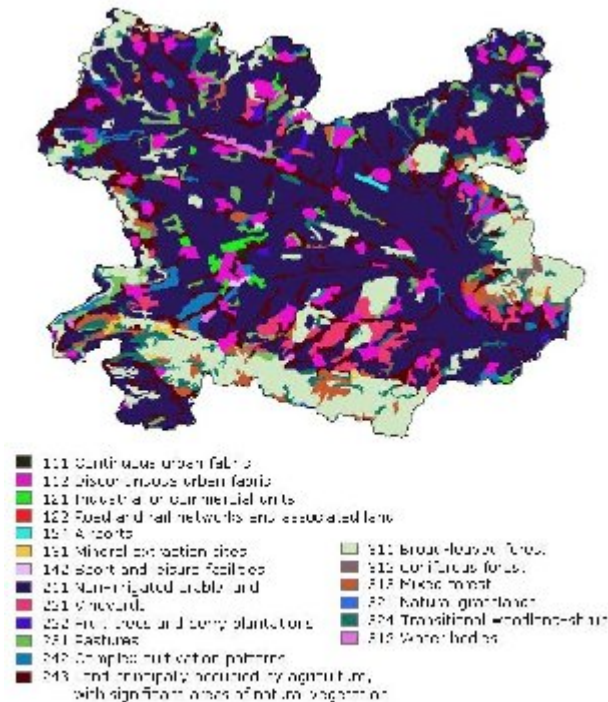 111 Continuous urban fabric
112 Discontinuous urban fabric
121 Industrial or commercial units
122 Road and rail networks and associated land
Airports
131 Mineral extraction sites
142 Sport and leisure facilities
211 Non-irrigated arable land
221 Vineyards
222 Fruit trees and berry plantations
231 Pastures
242 Complex cultivation patterns
243 Land principally occupied by agriculture,
with significant areas of natural vegetation
311 Broad-leaved forest
312 Coniferous forest
313 Mixed forest
321 Natural grasslands
324 Transitional woodland-shrub
Water bodies